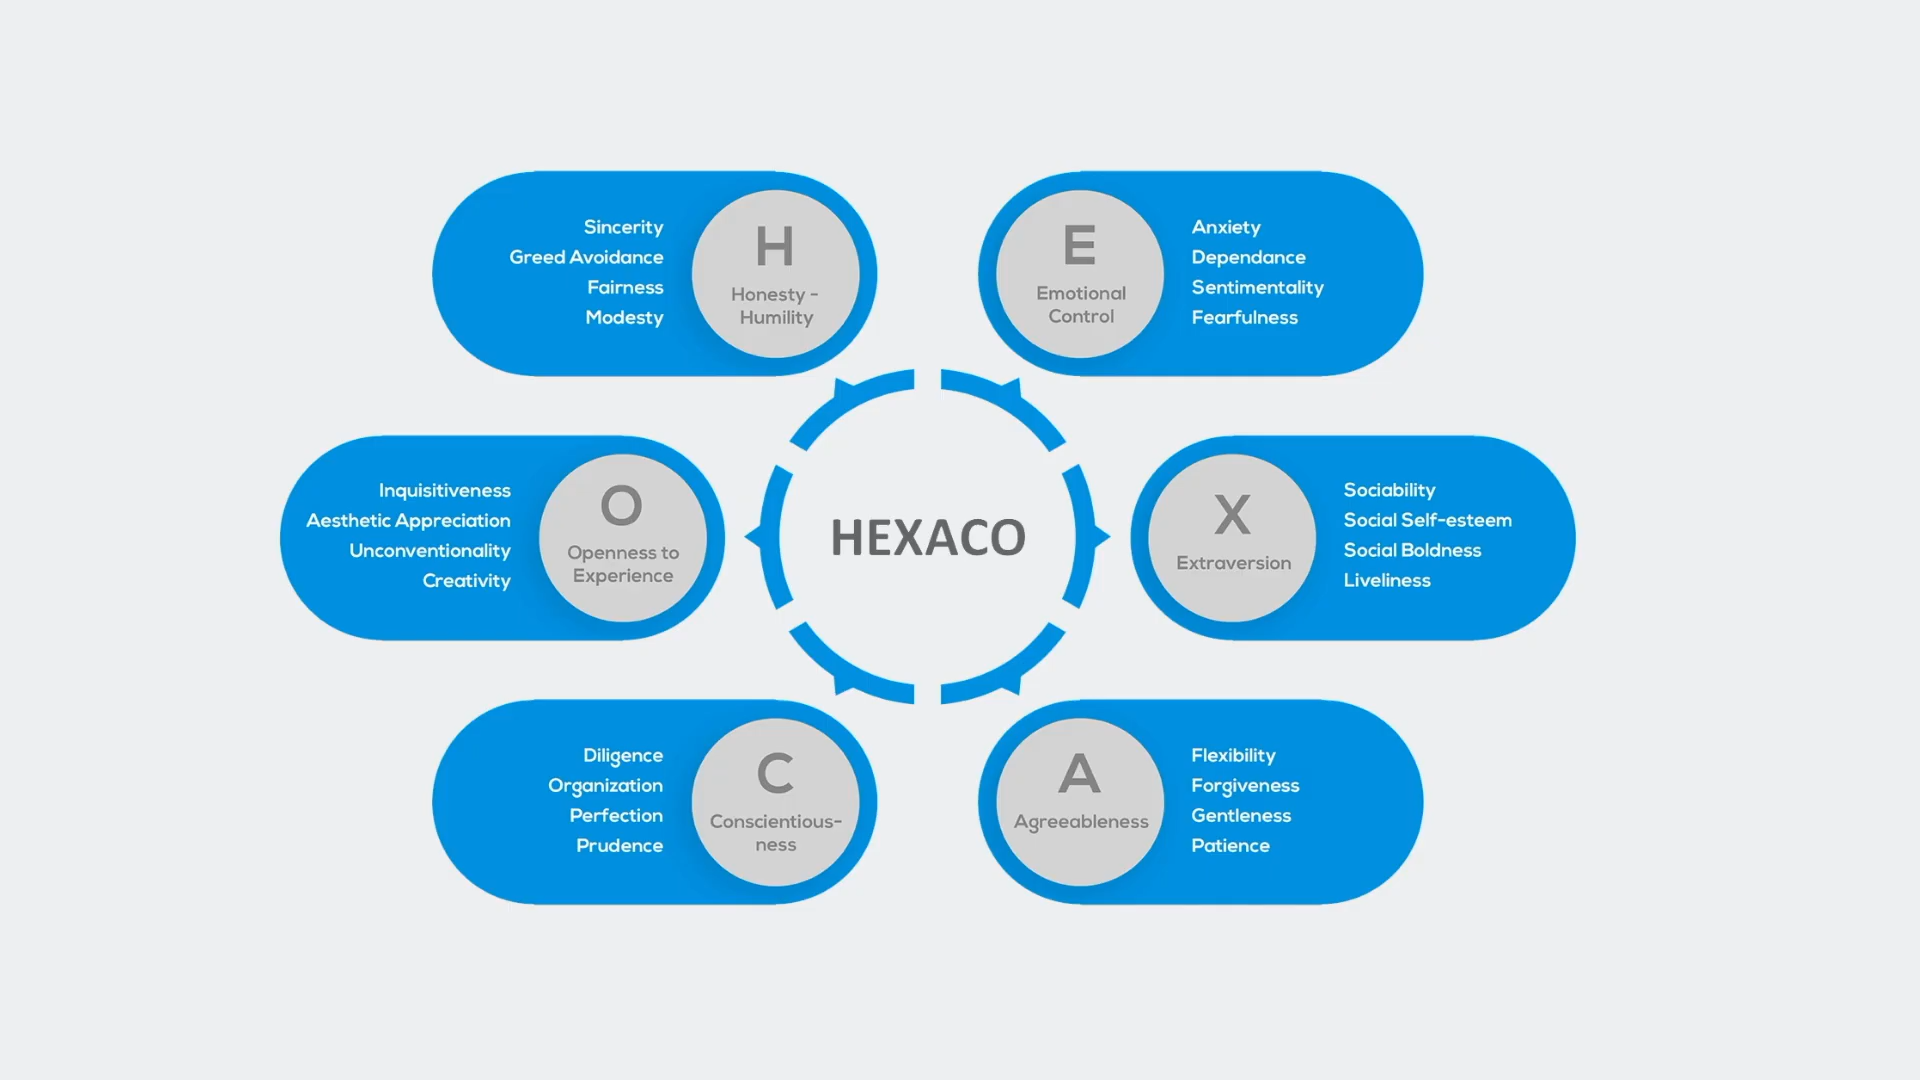 HEXACO
H
Honesty -
Humility
Sincerity
Greed Avoidance
Fairness
Modesty
E
Emotional
Control
Anxiety
Dependance
Sentimentality
Fearfulness
X
Extraversion
Sociability
Social Self-esteem
Social Boldness
Liveliness
A
Agreeableness
Flexibility
Forgiveness
Gentleness
Patience
C
Conscientious-
ness
Diligence
Organization
Perfection
Prudence
O
Openness to
Experience
Inquisitiveness
Aesthetic Appreciation
Unconventionality
Creativity